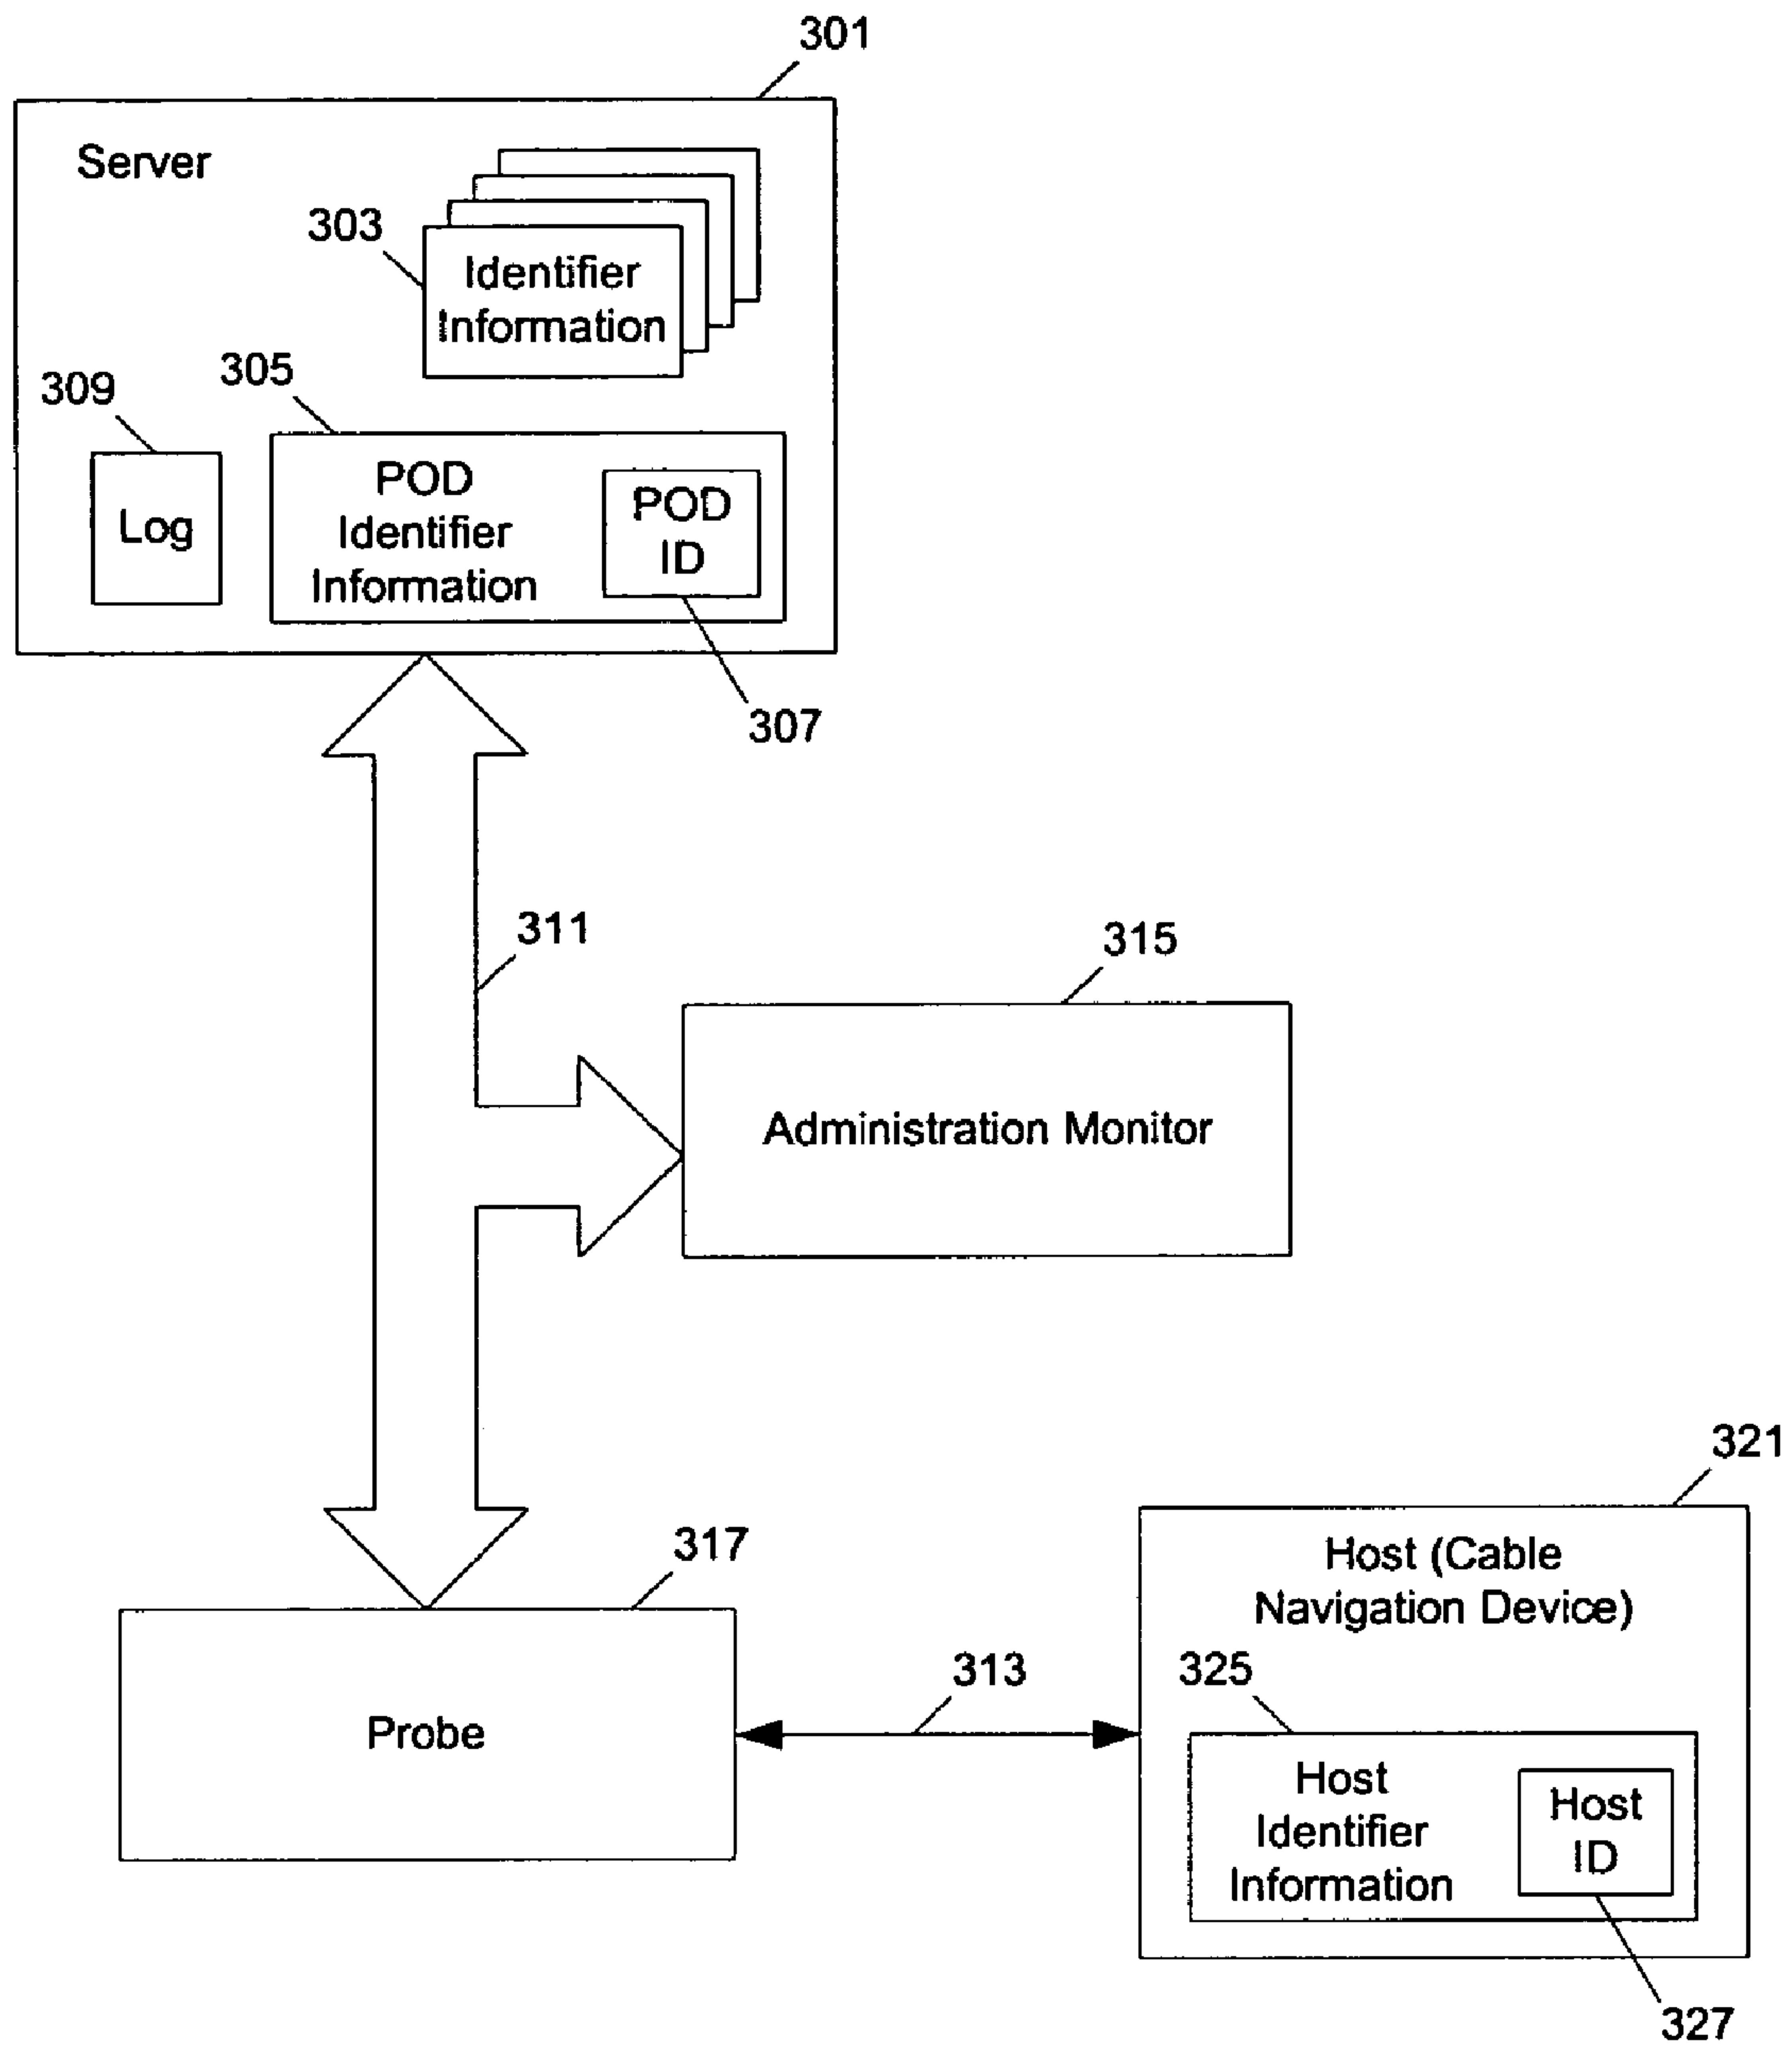 301
Server
303
Identifier
Information
305
309
Log
POD
Identifier
Information
POD
ID
307
311
315
Administration Monitor
317
Probe
313
321
Host (Cable
Navigation Device)
325
Host
Identifier
Information
Host
ID
327